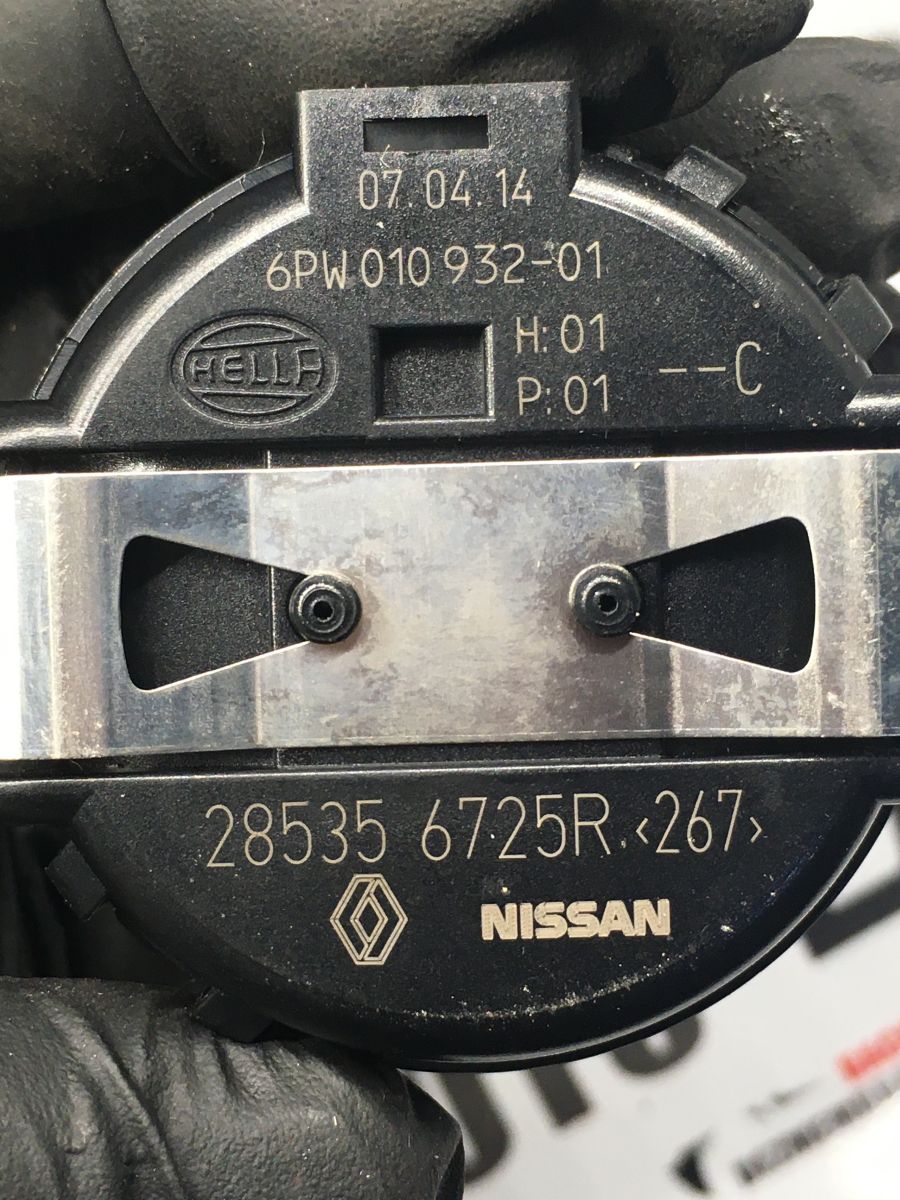 07.04.14
6PW 010 932-01
HELLA
H:01
P:01
--C
28535 6725R <267>
NISSAN